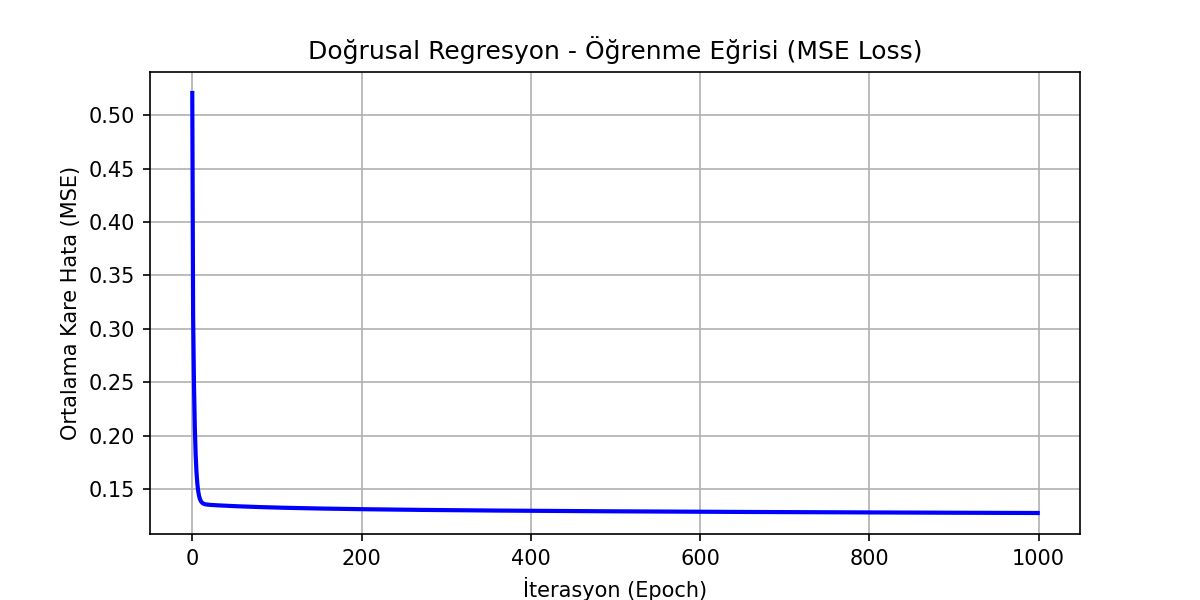 Doğrusal Regresyon - Öğrenme Eğrisi (MSE Loss)
Ortalama Kare Hata (MSE)
0.50
0.45
0.40
0.35
0.30
0.25
0.20
0.15
0 200 400 600 800 1000
İterasyon (Epoch)